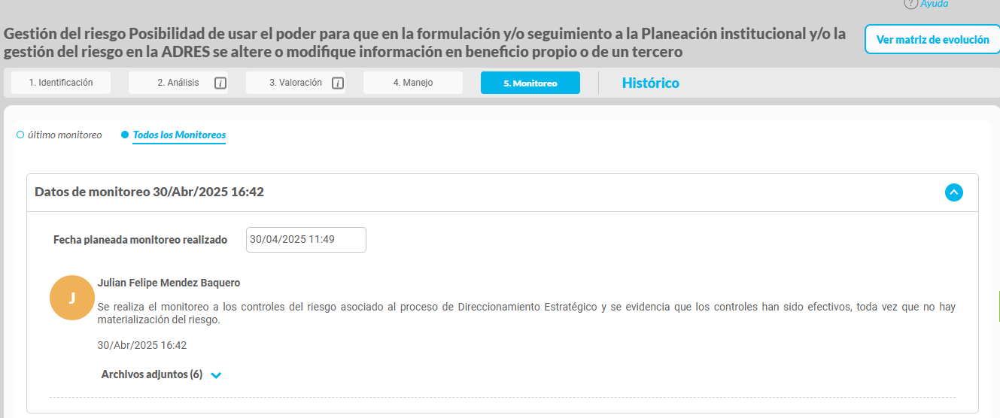 ? Ayuda
Gestión del riesgo Posibilidad de usar el poder para que en la formulación y/o seguimiento a la Planeación institucional y/o la
gestión del riesgo en la ADRES se altere o modifique información en beneficio propio o de un tercero
Ver matriz de evolución
1. Identificación
2. Análisis i
3. Valoración i
4. Manejo
5. Monitoreo
Histórico
último monitoreo
Todos los Monitoreos
Datos de monitoreo 30/Abr/2025 16:42
Fecha planeada monitoreo realizado
30/04/2025 11:49
J
Julian Felipe Mendez Baquero
Se realiza el monitoreo a los controles del riesgo asociado al proceso de Direccionamiento Estratégico y se evidencia que los controles han sido efectivos, toda vez que no hay
materialización del riesgo.
30/Abr/2025 16:42
Archivos adjuntos (6)